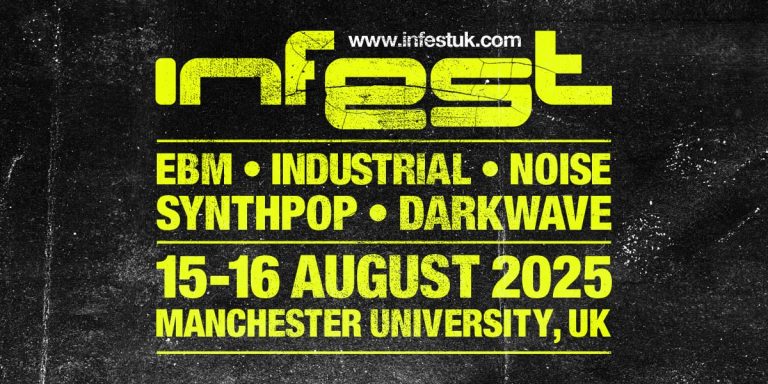 www.infestuk.com
infest
EBM • INDUSTRIAL • NOISE
SYNTHPOP • DARKWAVE
15-16 AUGUST 2025
MANCHESTER UNIVERSITY, UK